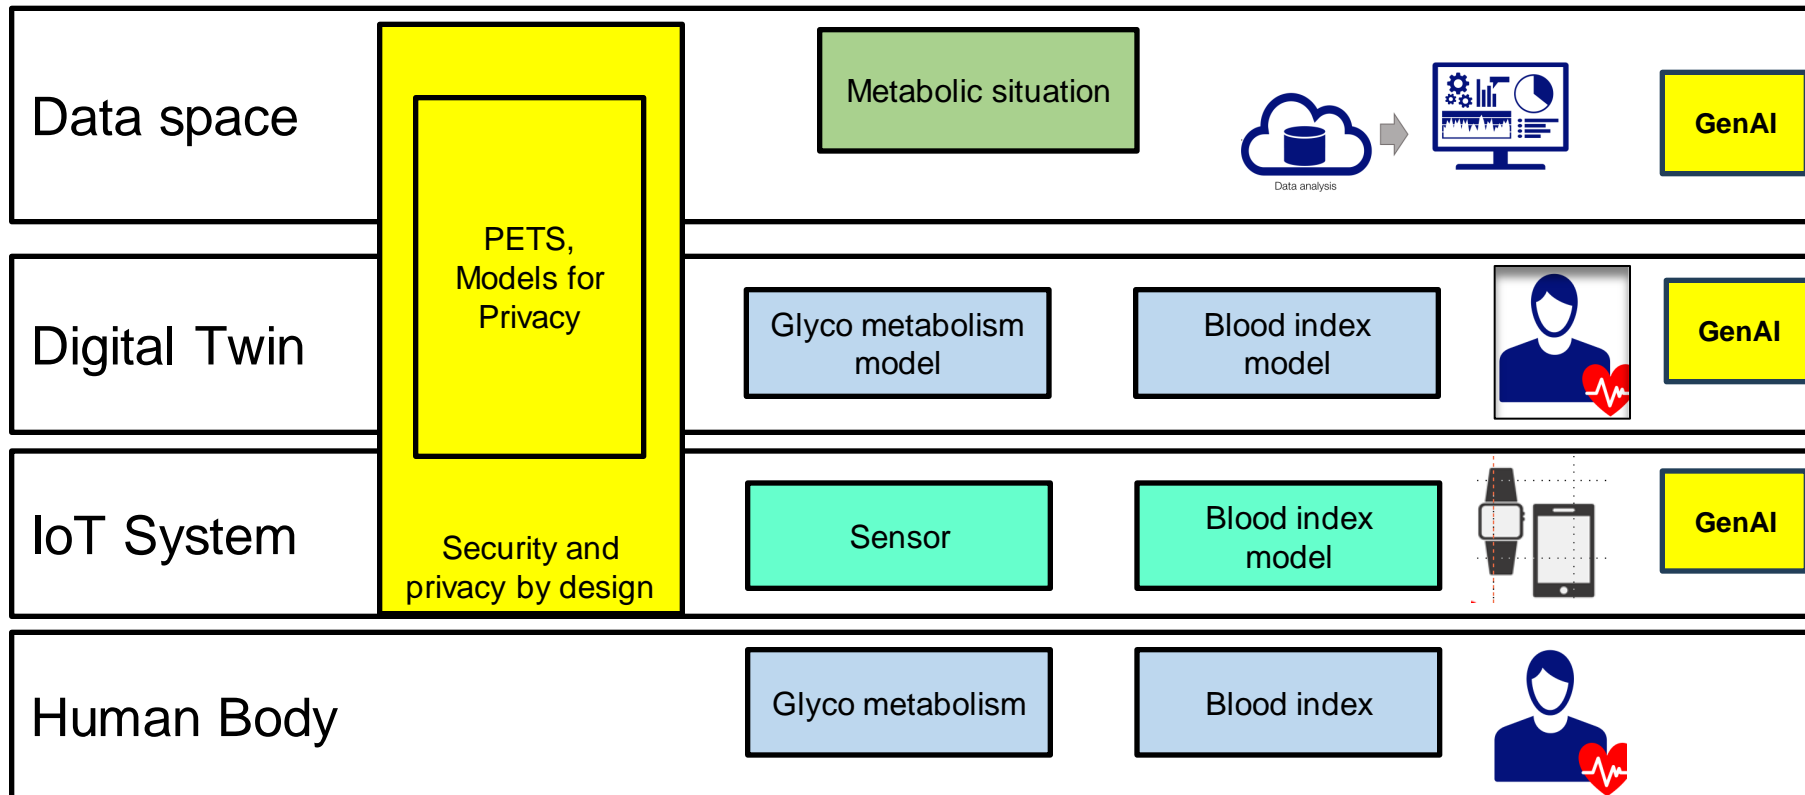 Data space
Metabolic situation
Data analysis
GenAI
PETS,
Models for
Privacy
Digital Twin
Glyco metabolism
model
Blood index
model
GenAI
IoT System
Security and
privacy by design
Sensor
Blood index
model
GenAI
Human Body
Glyco metabolism
Blood index